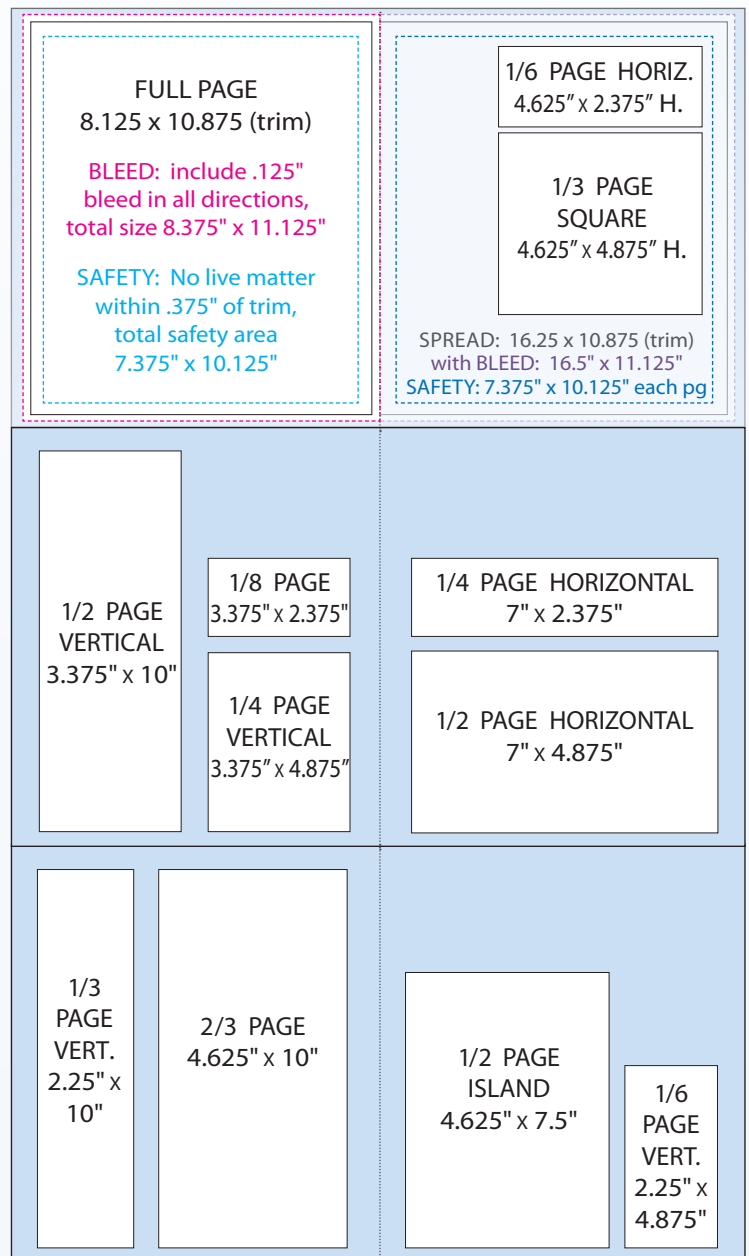 FULL PAGE
8.125 x 10.875 (trim)
BLEED: include .125"
bleed in all directions,
total size 8.375" x 11.125"
SAFETY: No live matter
within .375" of trim,
total safety area
7.375" x 10.125"
1/6 PAGE HORIZ.
4.625″ x 2.375″ H.
1/3 PAGE
SQUARE
4.625″ x 4.875″ H.
SPREAD: 16.25 x 10.875 (trim)
with BLEED: 16.5" x 11.125"
SAFETY: 7.375" x 10.125" each pg
1/2 PAGE
VERTICAL
3.375" x 10"
1/8 PAGE
3.375" x 2.375"
1/4 PAGE
VERTICAL
3.375″ x 4.875″
1/4 PAGE HORIZONTAL
7" x 2.375"
1/2 PAGE HORIZONTAL
7" x 4.875"
1/3
PAGE
VERT.
2.25" x
10"
2/3 PAGE
4.625" x 10"
1/2 PAGE
ISLAND
4.625" x 7.5"
1/6
PAGE
VERT.
2.25" x
4.875"